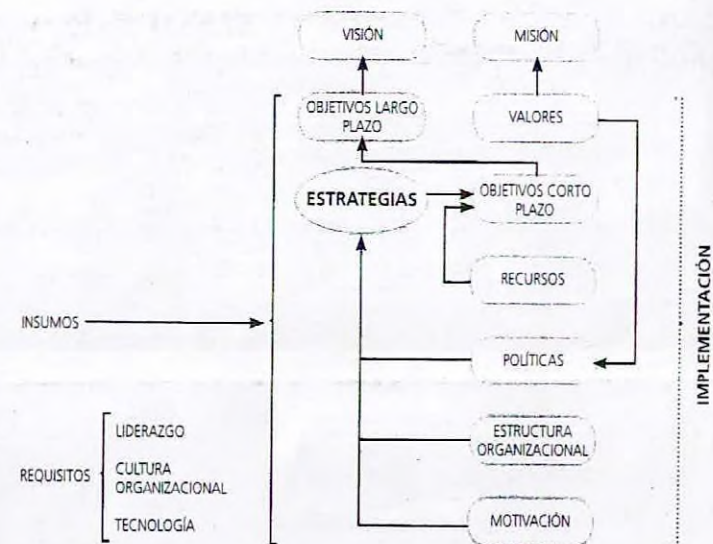 VISIÓN
MISIÓN
OBJETIVOS LARGO
PLAZO
VALORES
ESTRATEGIAS
OBJETIVOS CORTO
PLAZO
RECURSOS
INSUMOS
POLÍTICAS
IMPLEMENTACIÓN
REQUISITOS
LIDERAZGO
CULTURA
ORGANIZACIONAL
TECNOLOGÍA
ESTRUCTURA
ORGANIZACIONAL
MOTIVACIÓN